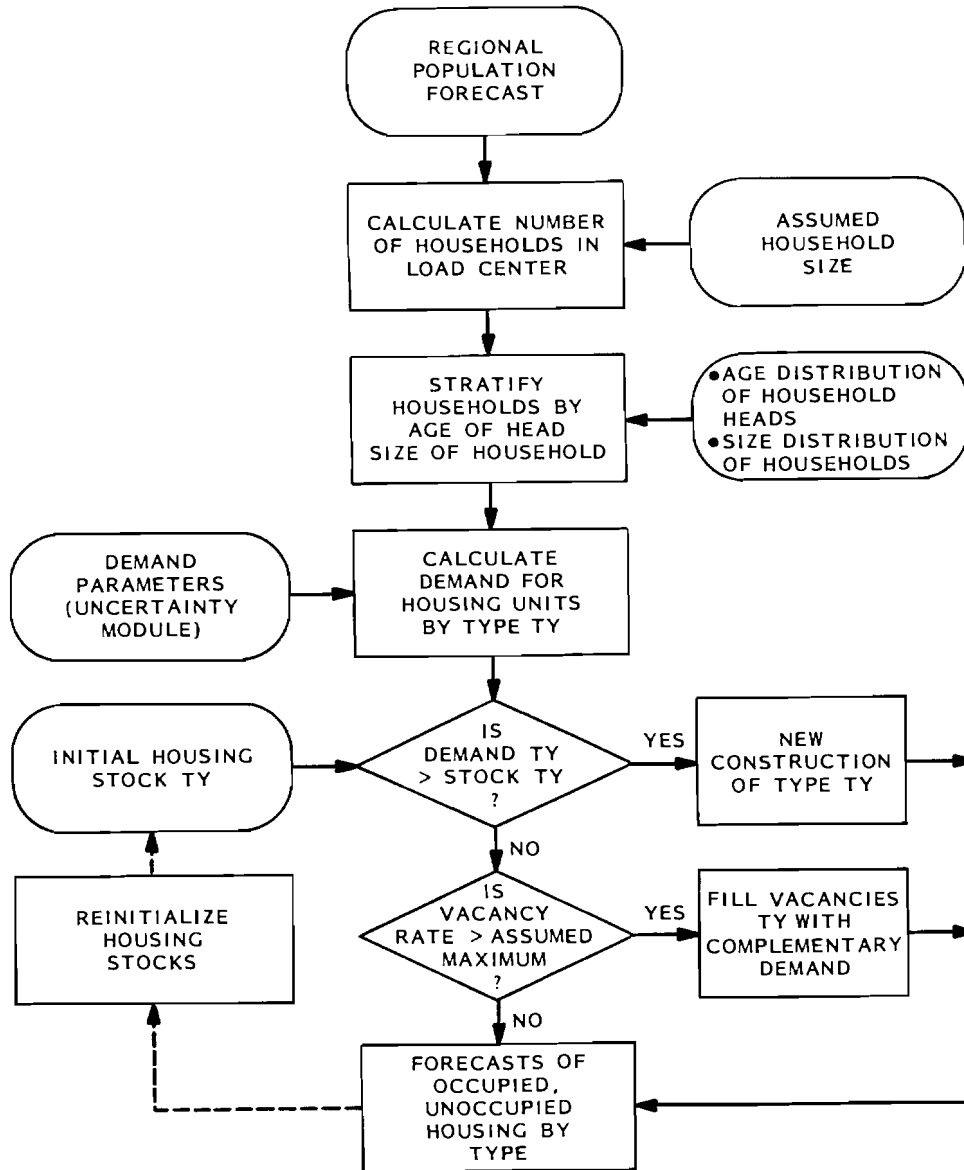 REGIONAL
POPULATION
FORECAST
CALCULATE NUMBER
OF HOUSEHOLDS IN
LOAD CENTER
ASSUMED
HOUSEHOLD
SIZE
STRATIFY
HOUSEHOLDS BY
AGE OF HEAD
SIZE OF HOUSEHOLD
●AGE DISTRIBUTION
OF HOUSEHOLD
HEADS
●SIZE DISTRIBUTION
OF HOUSEHOLDS
DEMAND
PARAMETERS
(UNCERTAINTY
MODULE)
CALCULATE
DEMAND FOR
HOUSING UNITS
BY TYPE TY
INITIAL HOUSING
STOCK TY
IS
DEMAND TY
> STOCK TY
?
YES
NEW
CONSTRUCTION
OF TYPE TY
NO
REINITIALIZE
HOUSING
STOCKS
IS
VACANCY
RATE > ASSUMED
MAXIMUM
?
YES
FILL VACANCIES
TY WITH
COMPLEMENTARY
DEMAND
NO
FORECASTS OF
OCCUPIED,
UNOCCUPIED
HOUSING BY
TYPE